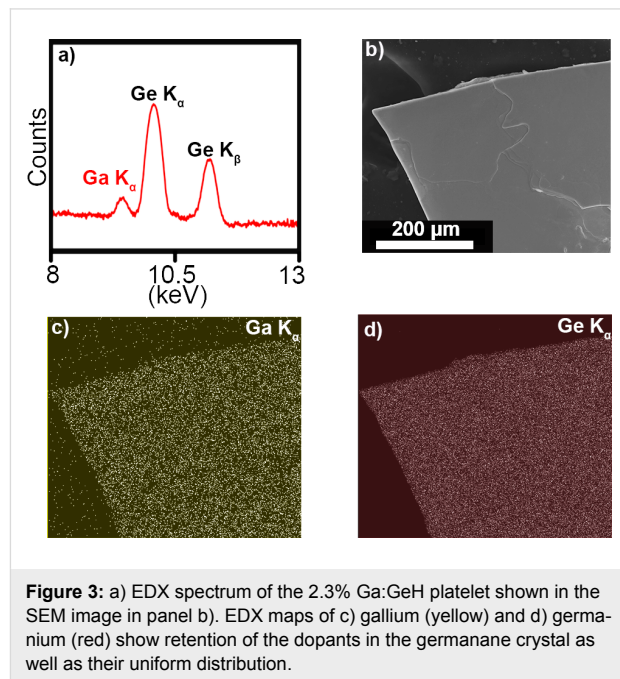 a)
Ge Kα
Ge Kβ
Ga Kα
Counts
8
10.5
13
(keV)
b)
200 µm
c)
Ga Kα
d)
Ge Kα
Figure 3: a) EDX spectrum of the 2.3% Ga:GeH platelet shown in the
SEM image in panel b). EDX maps of c) gallium (yellow) and d) germa-
nium (red) show retention of the dopants in the germanane crystal as
well as their uniform distribution.